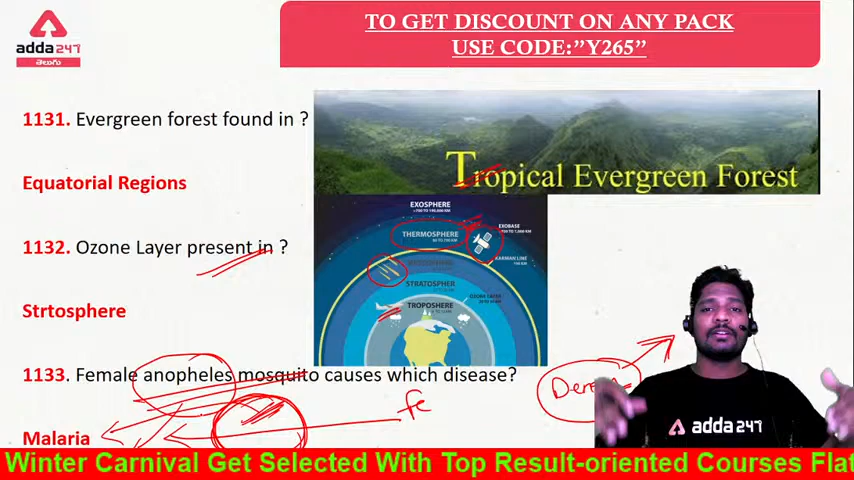 TO GET DISCOUNT ON ANY PACK
USE CODE:”Y265”
adda247
తెలుగు
1131. Evergreen forest found in ?
Equatorial Regions
Tropical Evergreen Forest
EXOSPHERE
THERMOSPHERE
EXOBASE
KARMAN LINE
1132. Ozone Layer present in ?
STRATOSPHERE
OZONE LAYER
TROPOSPHERE
Strtosphere
1133. Female anopheles mosquito causes which disease?
fe
Malaria
adda247
Winter Carnival Get Selected With Top Result-oriented Courses Flat